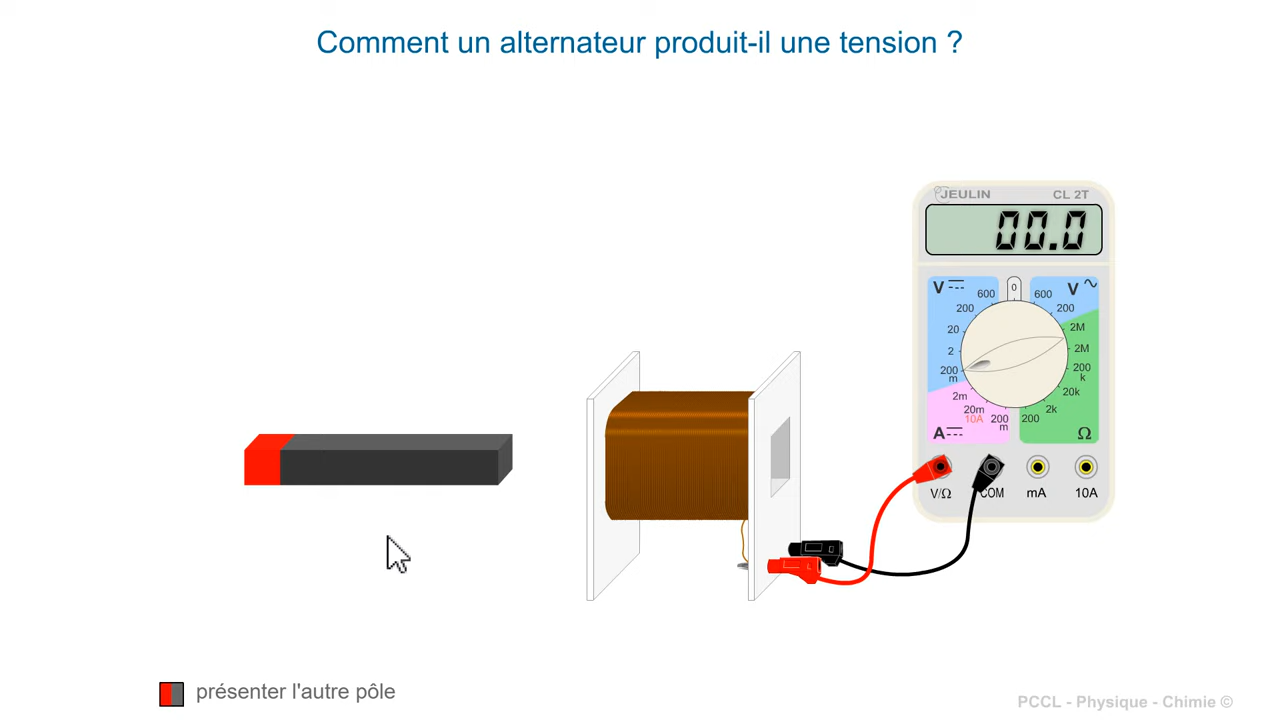 Comment un alternateur produit-il une tension ?
JEULIN CL 2T
00.0
V 600 0 600 V
200 200
20 2M
2 2M
200 m 200 k
2m 20k
20m 2k
10A 200 m 200
A Ω
V/Ω COM mA 10A
présenter l'autre pôle
PCCL - Physique - Chimie ©